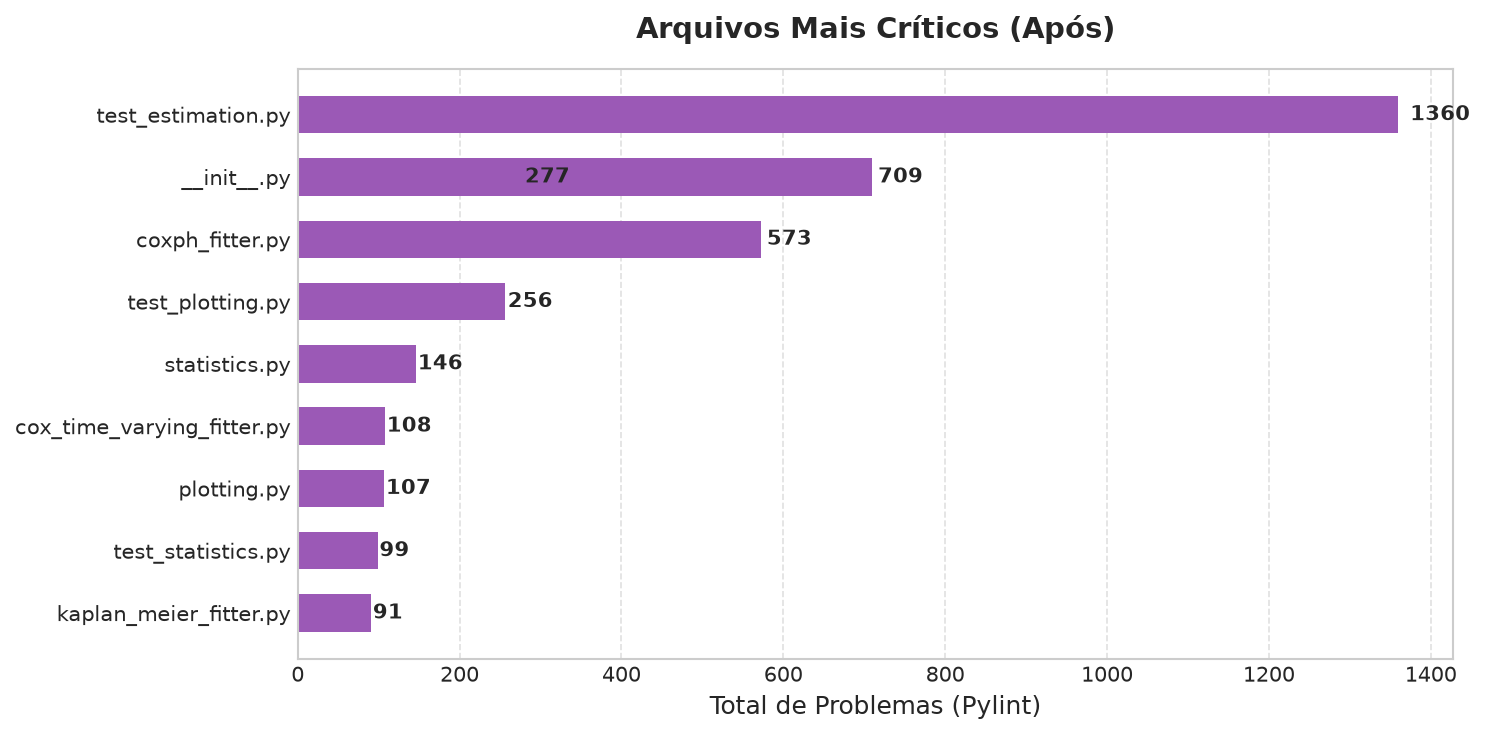 Arquivos Mais Críticos (Após)
test_estimation.py 1360
__init__.py 277 709
coxph_fitter.py 573
test_plotting.py 256
statistics.py 146
cox_time_varying_fitter.py 108
plotting.py 107
test_statistics.py 99
kaplan_meier_fitter.py 91
0 200 400 600 800 1000 1200 1400
Total de Problemas (Pylint)